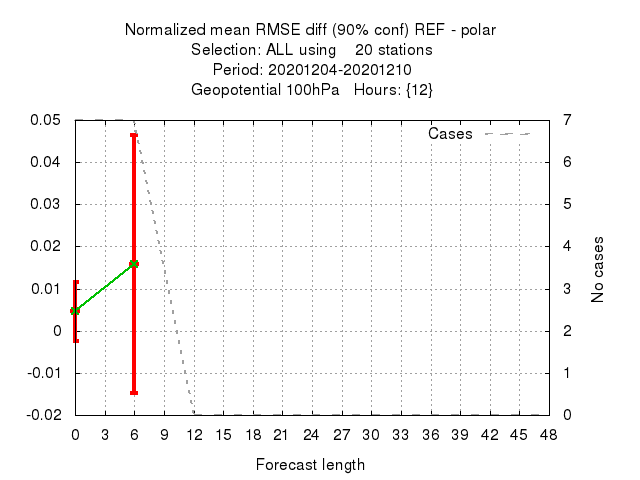 Normalized mean RMSE diff (90% conf) REF - polar
Selection: ALL using 20 stations
Period: 20201204-20201210
Geopotential 100hPa Hours: {12}
Cases
0.05
0.04
0.03
0.02
0.01
0
-0.01
-0.02
7
6
5
4
3
2
1
0
No cases
0 3 6 9 12 15 18 21 24 27 30 33 36 39 42 45 48
Forecast length